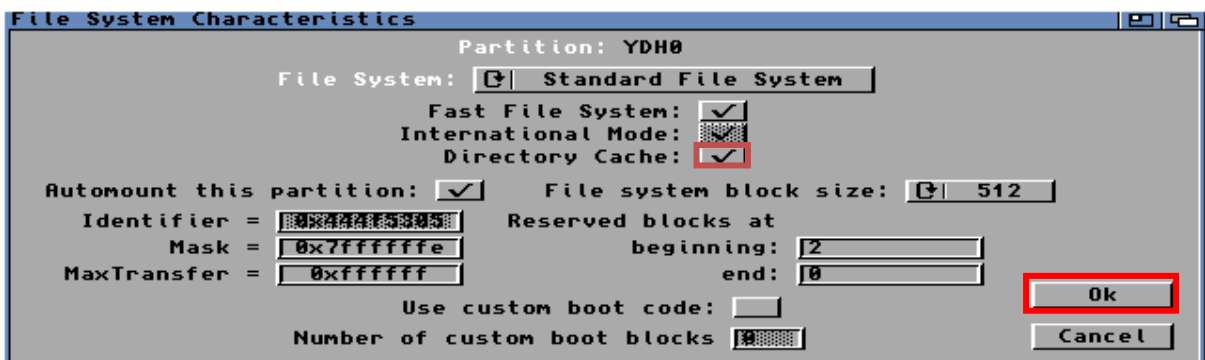 File System Characteristics
Partition: YDH0
File System: Standard File System
Fast File System:
International Mode:
Directory Cache:
Automount this partition: File system block size: 512
Identifier = 0x444f5305 Reserved blocks at
Mask = 0x7ffffffe beginning: 2
MaxTransfer = 0xffffff end: 0
Ok
Use custom boot code:
Number of custom boot blocks 0
Cancel